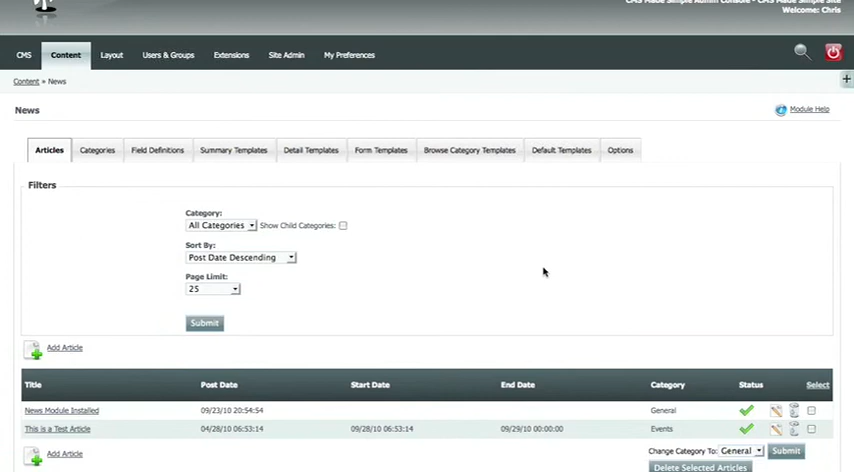 CMS Made Simple Admin Console - CMS Made Simple Site
Welcome: Chris
CMS Content Layout Users & Groups Extensions Site Admin My Preferences
Content » News
News Module Help
Articles Categories Field Definitions Summary Templates Detail Templates Form Templates Browse Category Templates Default Templates Options
Filters
Category:
All Categories Show Child Categories:
Sort By:
Post Date Descending
Page Limit:
25
Submit
Add Article
Title Post Date Start Date End Date Category Status Select
News Module Installed 09/23/10 20:54:54 General
This is a Test Article 04/28/10 06:53:14 09/28/10 06:53:14 09/29/10 00:00:00 Events
Add Article Change Category To: General Submit
Delete Selected Articles